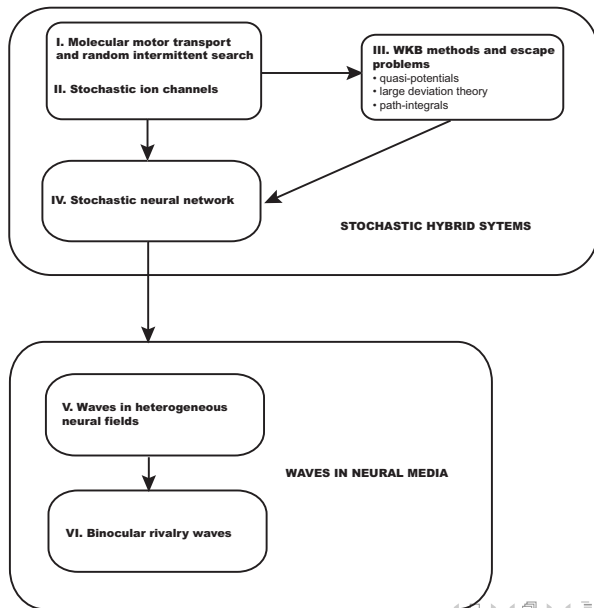 I. Molecular motor transport
and random intermittent search
II. Stochastic ion channels
III. WKB methods and escape
problems
• quasi-potentials
• large deviation theory
• path-integrals
IV. Stochastic neural network
STOCHASTIC HYBRID SYTEMS
V. Waves in heterogeneous
neural fields
WAVES IN NEURAL MEDIA
VI. Binocular rivalry waves